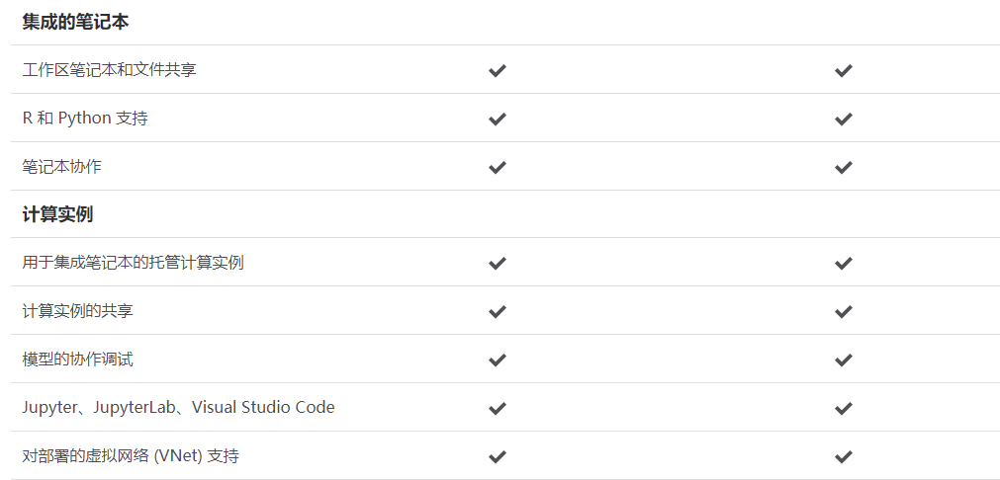 集成的笔记本
工作区笔记本和文件共享 ✔ ✔
R 和 Python 支持 ✔ ✔
笔记本协作 ✔ ✔
计算实例
用于集成笔记本的托管计算实例 ✔ ✔
计算实例的共享 ✔ ✔
模型的协作调试 ✔ ✔
Jupyter、JupyterLab、Visual Studio Code ✔ ✔
对部署的虚拟网络 (VNet) 支持 ✔ ✔